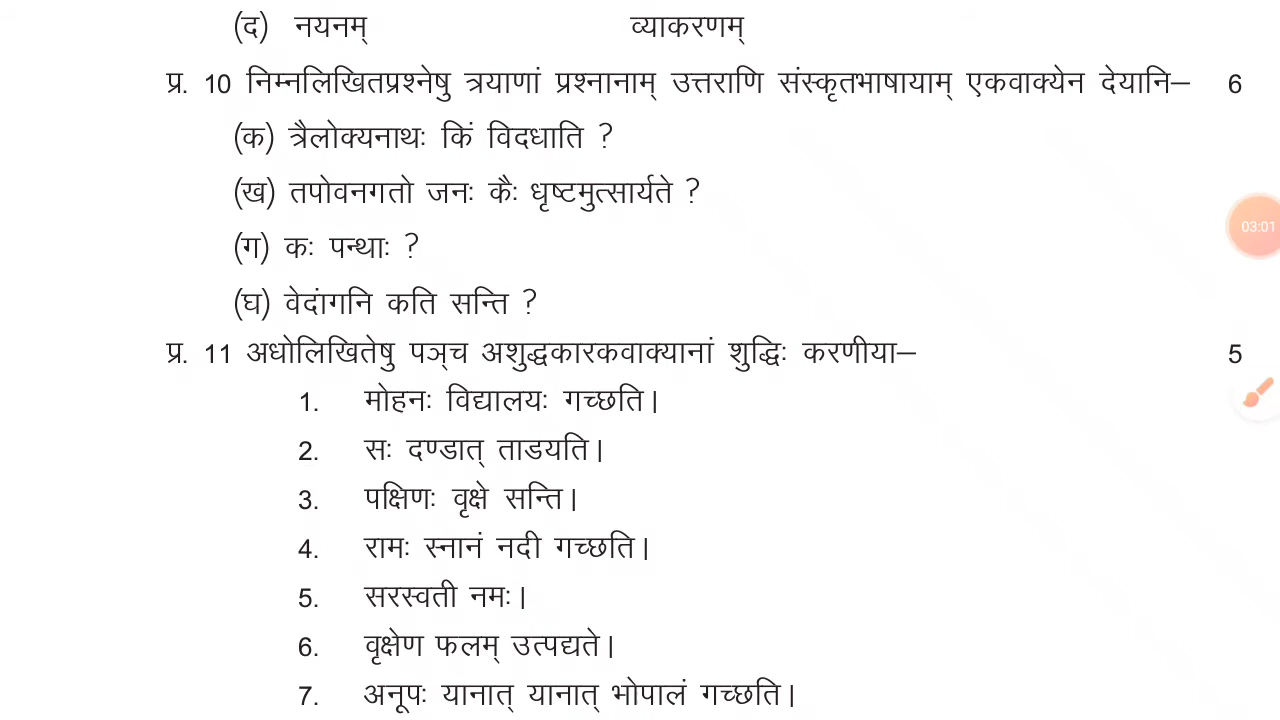 (द) नयनम् व्याकरणम्
प्र. 10 निम्नलिखितप्रश्नेषु त्रयाणां प्रश्नानाम् उत्तराणि संस्कृतभाषायाम् एकवाक्येन देयानि– 6
(क) त्रैलोक्यनाथः किं विदधाति ?
(ख) तपोवनगतो जनः कैः धृष्टमुत्सार्यते ?
03:01
(ग) कः पन्थाः ?
(घ) वेदांगनि कति सन्ति ?
प्र. 11 अधोलिखितेषु पञ्च अशुद्धकारकवाक्यानां शुद्धिः करणीया– 5
1. मोहनः विद्यालयः गच्छति।
2. सः दण्डात् ताडयति।
3. पक्षिणः वृक्षे सन्ति।
4. रामः स्नानं नदी गच्छति।
5. सरस्वती नमः।
6. वृक्षेण फलम् उत्पद्यते।
7. अनूपः यानात् यानात् भोपालं गच्छति।